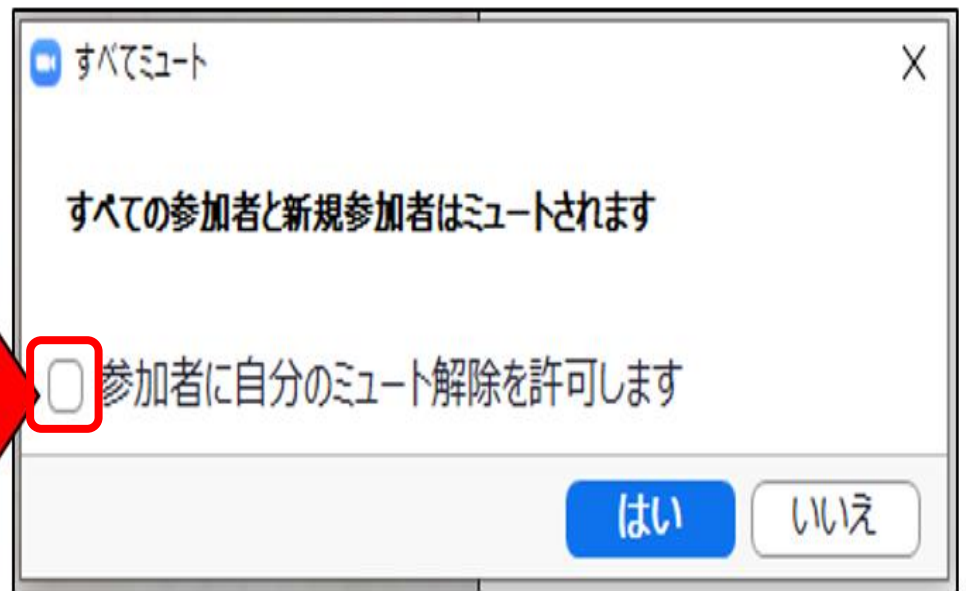 すべてミュート
すべての参加者と新規参加者はミュートされます
参加者に自分のミュート解除を許可します
はい
いいえ